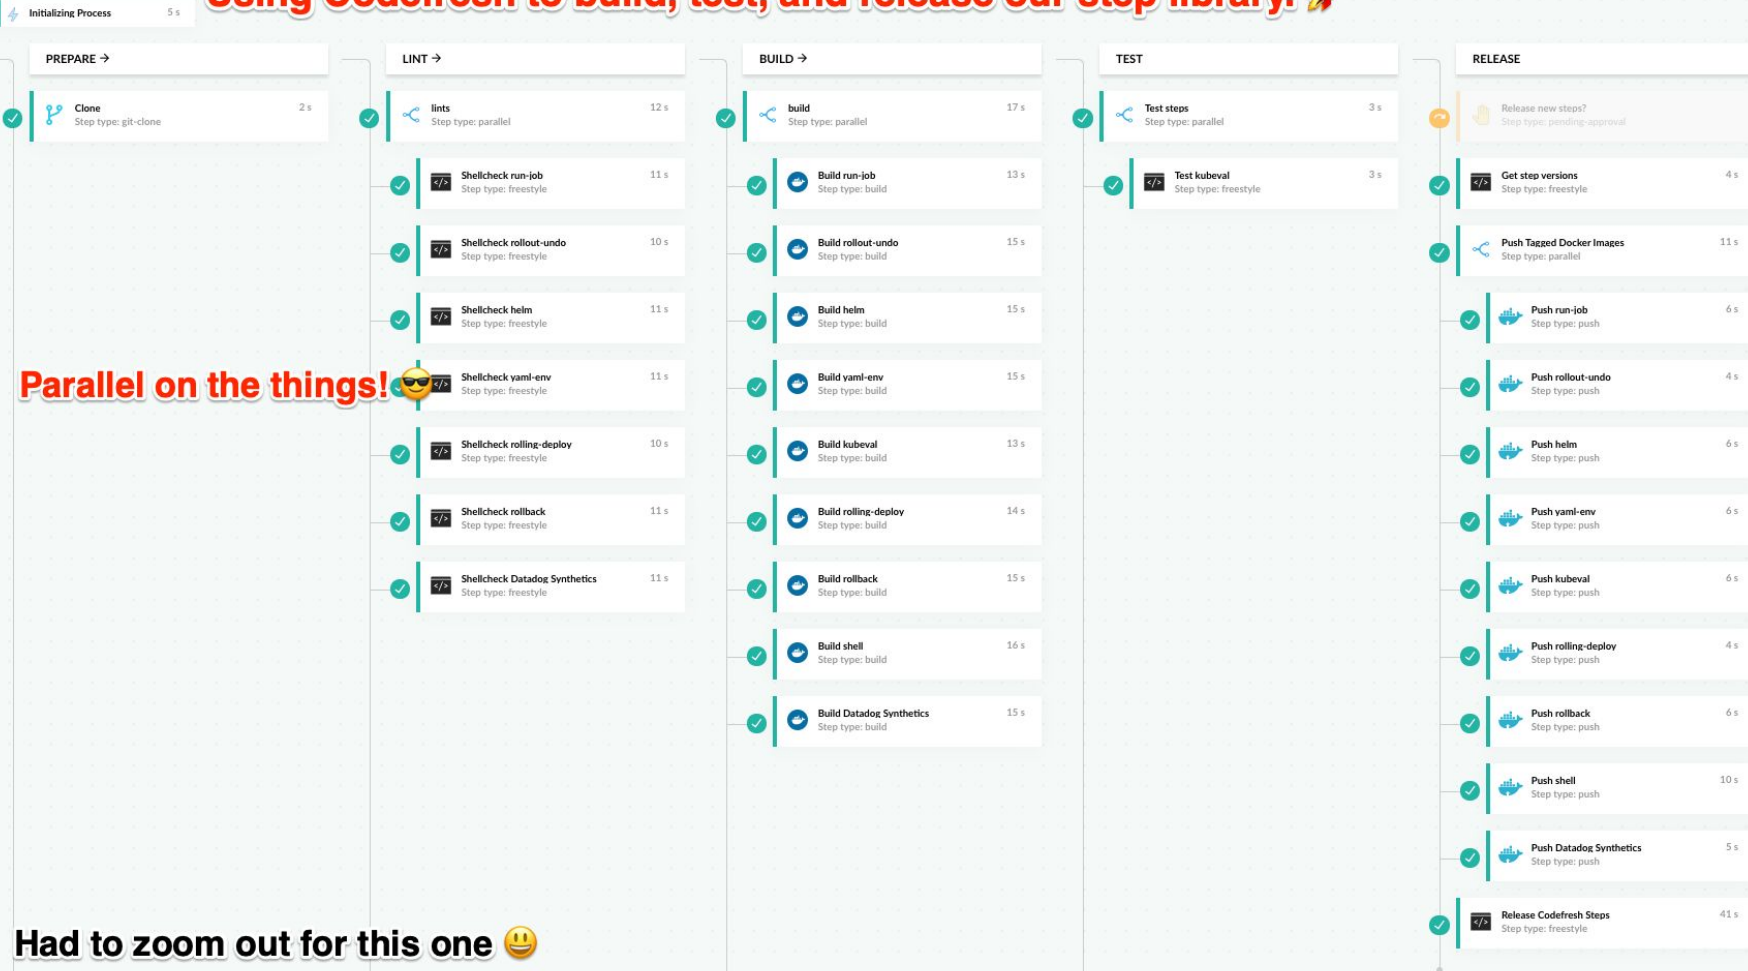 Initializing Process 5 s
Using Codefresh to build, test, and release our step library! 🚀
PREPARE →
Clone 2 s
Step type: git-clone
LINT →
lints 12 s
Step type: parallel
Shellcheck run-job 11 s
Step type: freestyle
Shellcheck rollout-undo 10 s
Step type: freestyle
Shellcheck helm 11 s
Step type: freestyle
Shellcheck yaml-env 11 s
Step type: freestyle
Shellcheck rolling-deploy 10 s
Step type: freestyle
Shellcheck rollback 11 s
Step type: freestyle
Shellcheck Datadog Synthetics 11 s
Step type: freestyle
Parallel on the things! 😎
BUILD →
build 17 s
Step type: parallel
Build run-job 13 s
Step type: build
Build rollout-undo 15 s
Step type: build
Build helm 15 s
Step type: build
Build yaml-env 15 s
Step type: build
Build kubeval 13 s
Step type: build
Build rolling-deploy 14 s
Step type: build
Build rollback 15 s
Step type: build
Build shell 16 s
Step type: build
Build Datadog Synthetics 15 s
Step type: build
TEST
Test steps 3 s
Step type: parallel
Test kubeval 3 s
Step type: freestyle
RELEASE
Release new steps?
Step type: pending-approval
Get step versions 4 s
Step type: freestyle
Push Tagged Docker Images 11 s
Step type: parallel
Push run-job 6 s
Step type: push
Push rollout-undo 4 s
Step type: push
Push helm 6 s
Step type: push
Push yaml-env 6 s
Step type: push
Push kubeval 6 s
Step type: push
Push rolling-deploy 4 s
Step type: push
Push rollback 6 s
Step type: push
Push shell 10 s
Step type: push
Push Datadog Synthetics 5 s
Step type: push
Release Codefresh Steps 41 s
Step type: freestyle
Had to zoom out for this one 😃